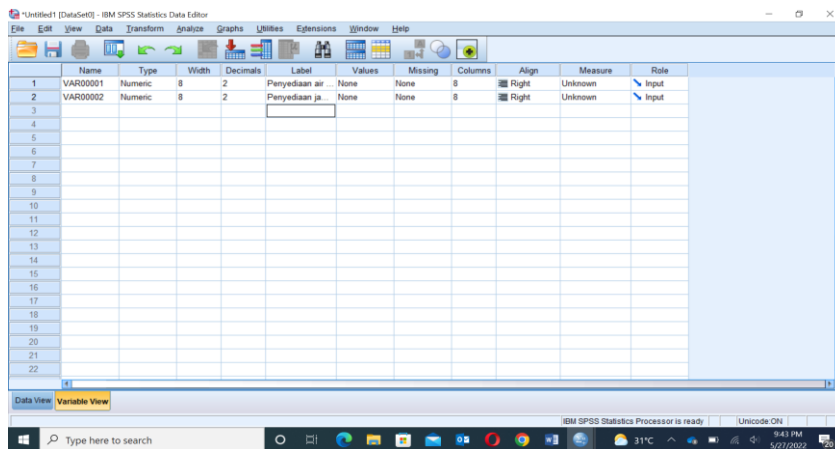 *Untitled1 [DataSet0] - IBM SPSS Statistics Data Editor
File Edit View Data Transform Analyze Graphs Utilities Extensions Window Help
Name Type Width Decimals Label Values Missing Columns Align Measure Role
1 VAR00001 Numeric 8 2 Penyediaan air ... None None 8 Right Unknown Input
2 VAR00002 Numeric 8 2 Penyediaan ja... None None 8 Right Unknown Input
3
4
5
6
7
8
9
10
11
12
13
14
15
16
17
18
19
20
21
22
Data View Variable View
IBM SPSS Statistics Processor is ready Unicode:ON
Type here to search 31°C 9:43 PM
5/27/2022 20